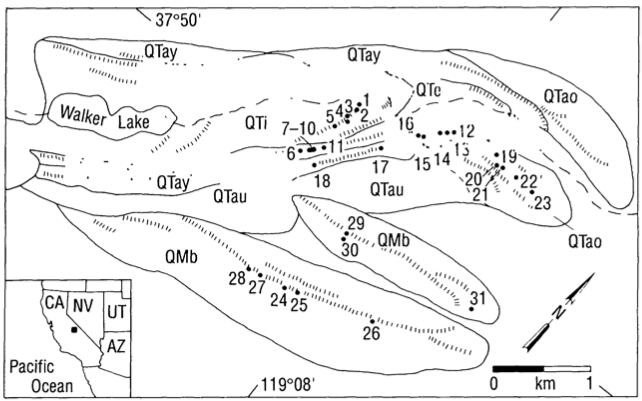 37°50'
QTay
QTay
QTe
QTao
Walker Lake
QTi
1
2
3
4
5
7–10
6
11
18
17
16
15
14
12
13
19
20
21
22
23
QTay
QTau
QTau
QTao
QMb
QMb
29
30
31
28
27
24
25
26
CA
NV
UT
AZ
Pacific
Ocean
119°08'
N
0 km 1